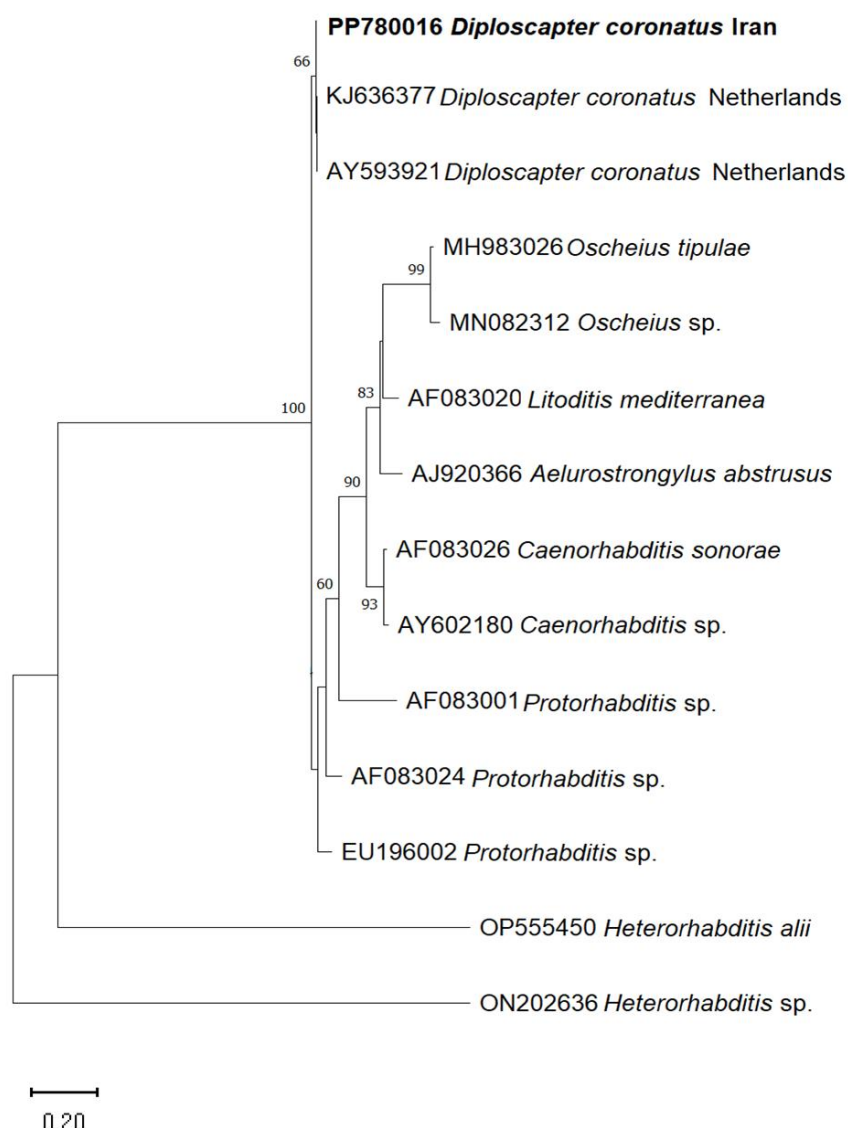 PP780016 Diploscapter coronatus Iran
66
KJ636377 Diploscapter coronatus Netherlands
AY593921 Diploscapter coronatus Netherlands
MH983026 Oscheius tipulae
99
MN082312 Oscheius sp.
83
AF083020 Litoditis mediterranea
100
AJ920366 Aelurostrongylus abstrusus
90
AF083026 Caenorhabditis sonorae
60
93
AY602180 Caenorhabditis sp.
AF083001 Protorhabditis sp.
AF083024 Protorhabditis sp.
EU196002 Protorhabditis sp.
OP555450 Heterorhabditis alii
ON202636 Heterorhabditis sp.
0.20